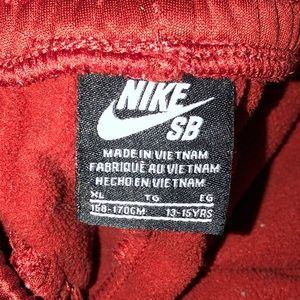 NIKE
SB
MADE IN VIETNAM
FABRIQUÉ AU VIETNAM
HECHO EN VIETNAM
XL TG EG
158-170CM 13-15YRS